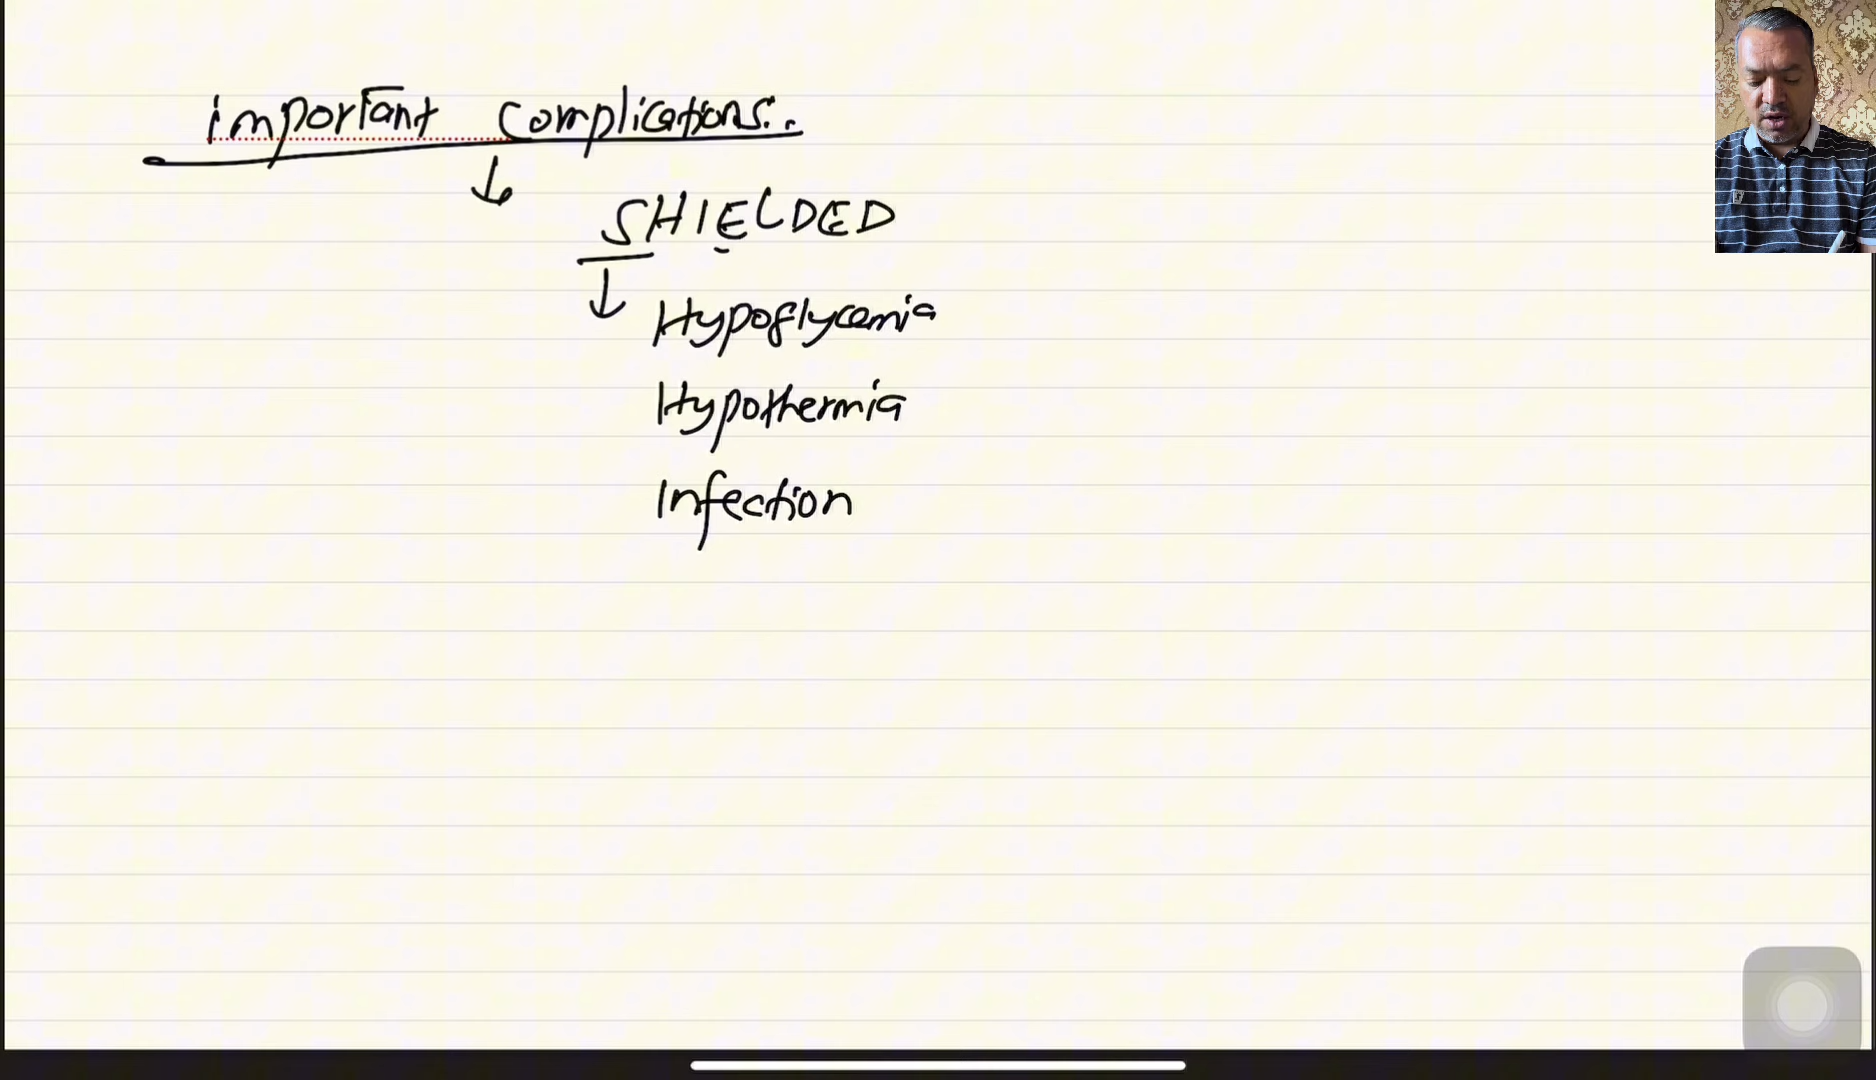 important complications..
SHIELDED
Hypoglycemia
Hypothermia
Infection